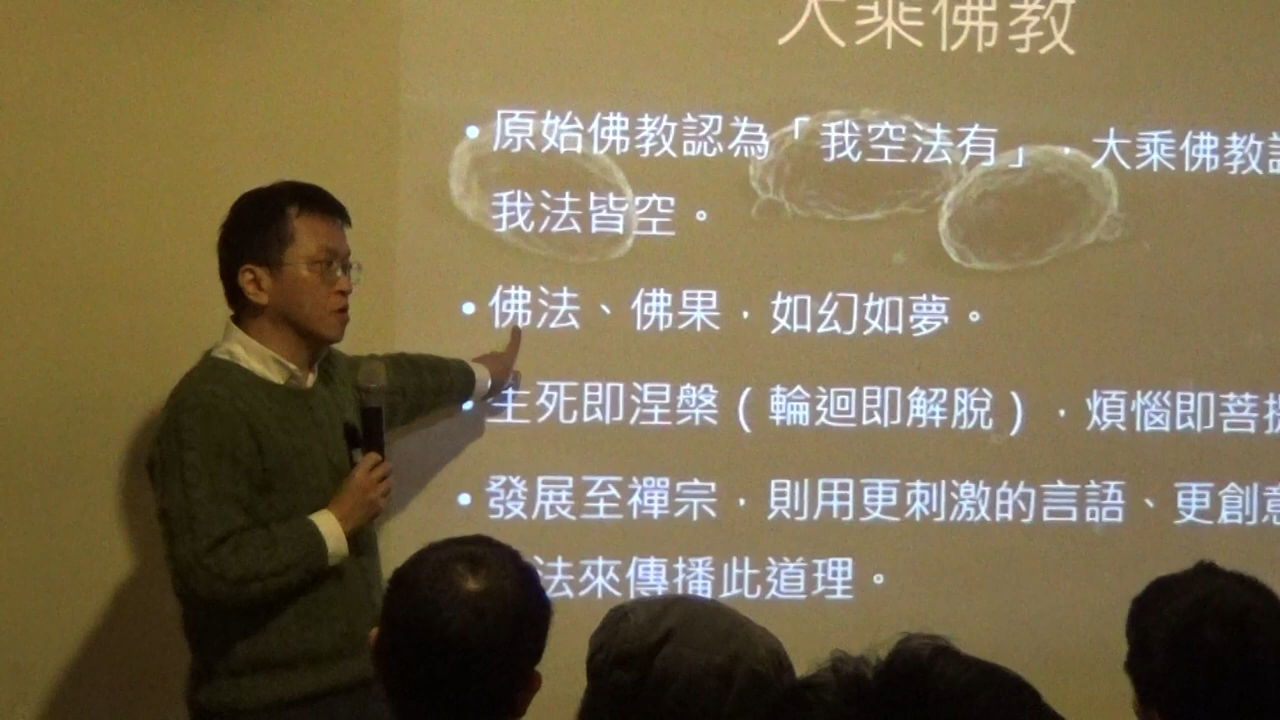 大乘佛教
• 原始佛教認為「我空法有」，大乘佛教認
我法皆空。
• 佛法、佛果，如幻如夢。
• 生死即涅槃（輪迴即解脫），煩惱即菩提
• 發展至禪宗，則用更刺激的言語、更創意
法來傳播此道理。